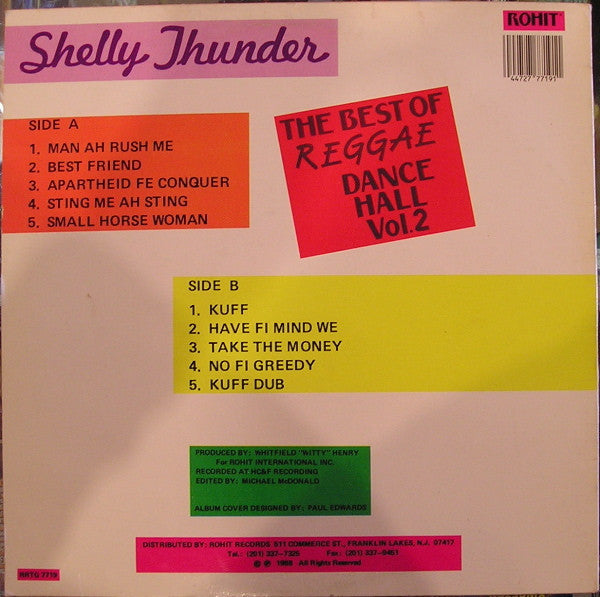 Shelly Thunder
ROHIT
44727 77191
THE BEST OF
REGGAE
DANCE
HALL
Vol.2
SIDE A
1. MAN AH RUSH ME
2. BEST FRIEND
3. APARTHEID FE CONQUER
4. STING ME AH STING
5. SMALL HORSE WOMAN
SIDE B
1. KUFF
2. HAVE FI MIND WE
3. TAKE THE MONEY
4. NO FI GREEDY
5. KUFF DUB
PRODUCED BY: WHITFIELD "WITTY" HENRY
For ROHIT INTERNATIONAL INC.
RECORDED AT HC&F RECORDING
EDITED BY: MICHAEL McDONALD
ALBUM COVER DESIGNED BY: PAUL EDWARDS
DISTRIBUTED BY: ROHIT RECORDS 511 COMMERCE ST., FRANKLIN LAKES, N.J. 07417
Tel.: (201) 337-7325 Fax: (201) 337-9451
© ℗ 1988 All Rights Reserved
RRTG 7719